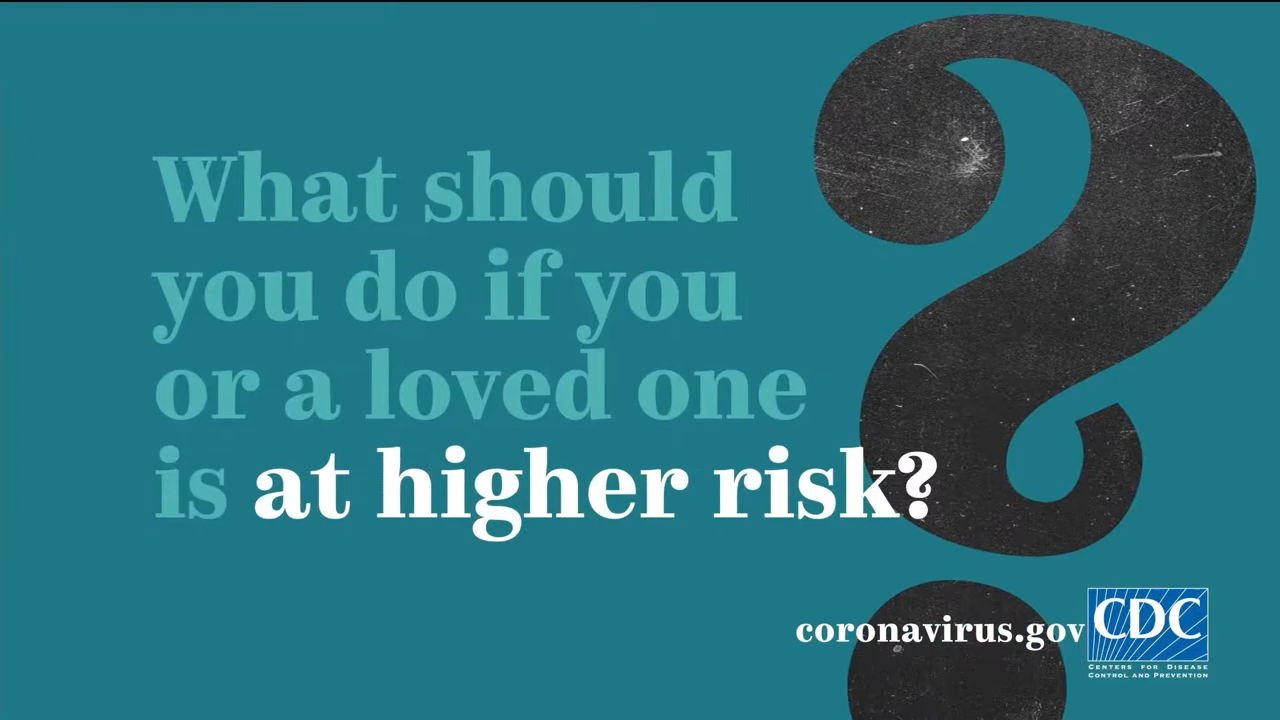 What should
you do if you
or a loved one
is at higher risk?
coronavirus.gov
CDC
CENTERS FOR DISEASE
CONTROL AND PREVENTION